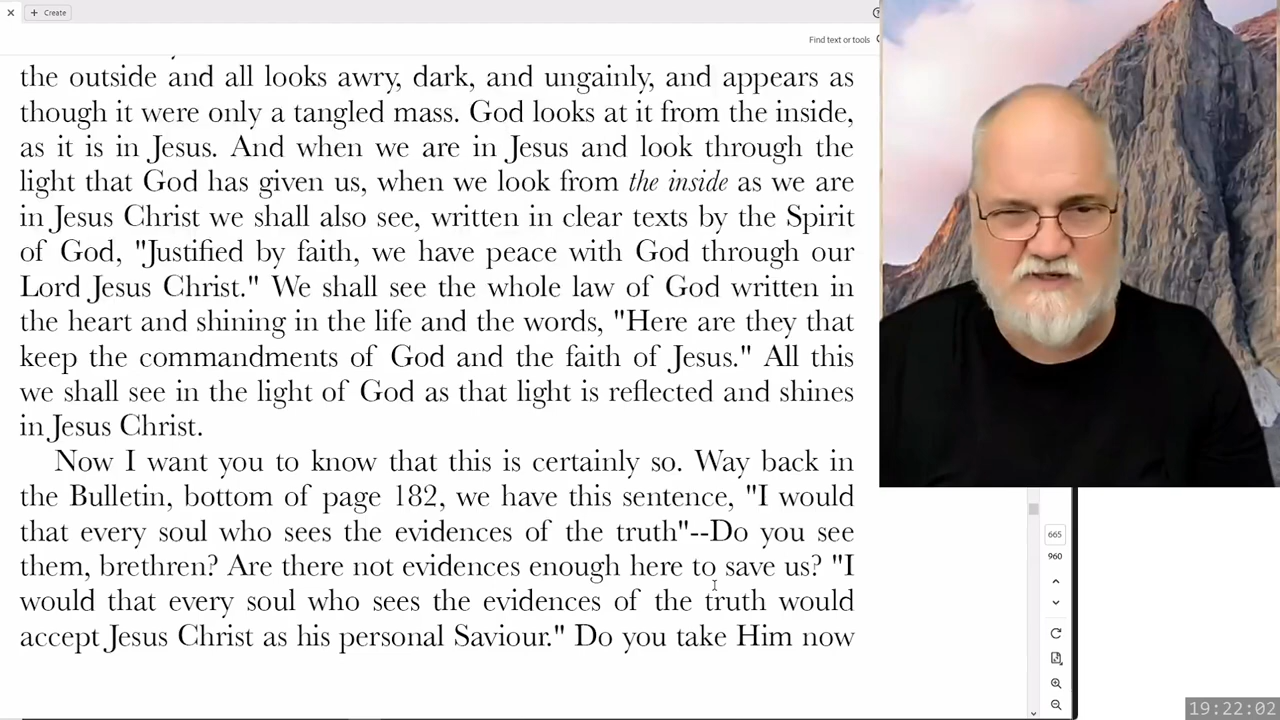 Create
Find text or tools
the outside and all looks awry, dark, and ungainly, and appears as
though it were only a tangled mass. God looks at it from the inside,
as it is in Jesus. And when we are in Jesus and look through the
light that God has given us, when we look from the inside as we are
in Jesus Christ we shall also see, written in clear texts by the Spirit
of God, "Justified by faith, we have peace with God through our
Lord Jesus Christ." We shall see the whole law of God written in
the heart and shining in the life and the words, "Here are they that
keep the commandments of God and the faith of Jesus." All this
we shall see in the light of God as that light is reflected and shines
in Jesus Christ.
Now I want you to know that this is certainly so. Way back in
the Bulletin, bottom of page 182, we have this sentence, "I would
that every soul who sees the evidences of the truth"--Do you see
them, brethren? Are there not evidences enough here to save us? "I
would that every soul who sees the evidences of the truth would
accept Jesus Christ as his personal Saviour." Do you take Him now
665
960
19:22:02